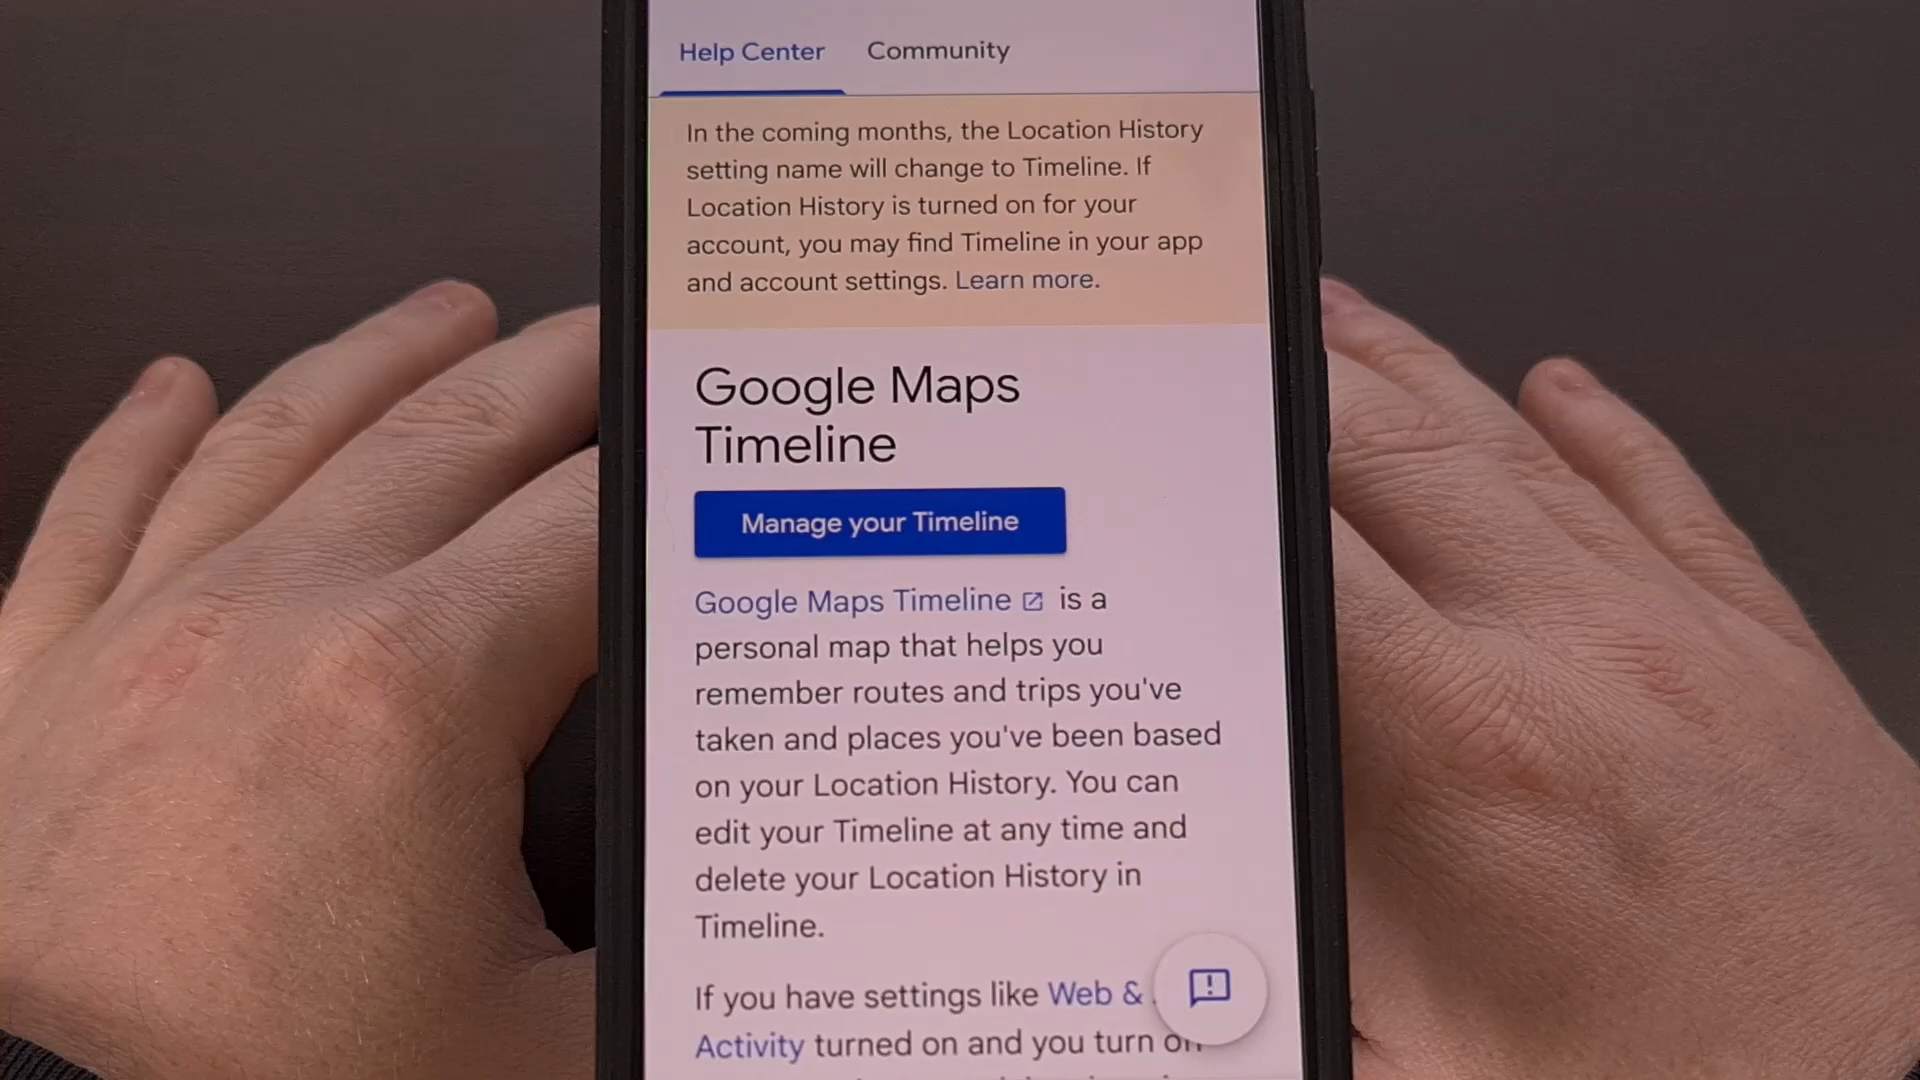 Help Center Community
In the coming months, the Location History
setting name will change to Timeline. If
Location History is turned on for your
account, you may find Timeline in your app
and account settings. Learn more.
Google Maps
Timeline
Manage your Timeline
Google Maps Timeline is a
personal map that helps you
remember routes and trips you've
taken and places you've been based
on your Location History. You can
edit your Timeline at any time and
delete your Location History in
Timeline.
If you have settings like Web &
Activity turned on and you turn